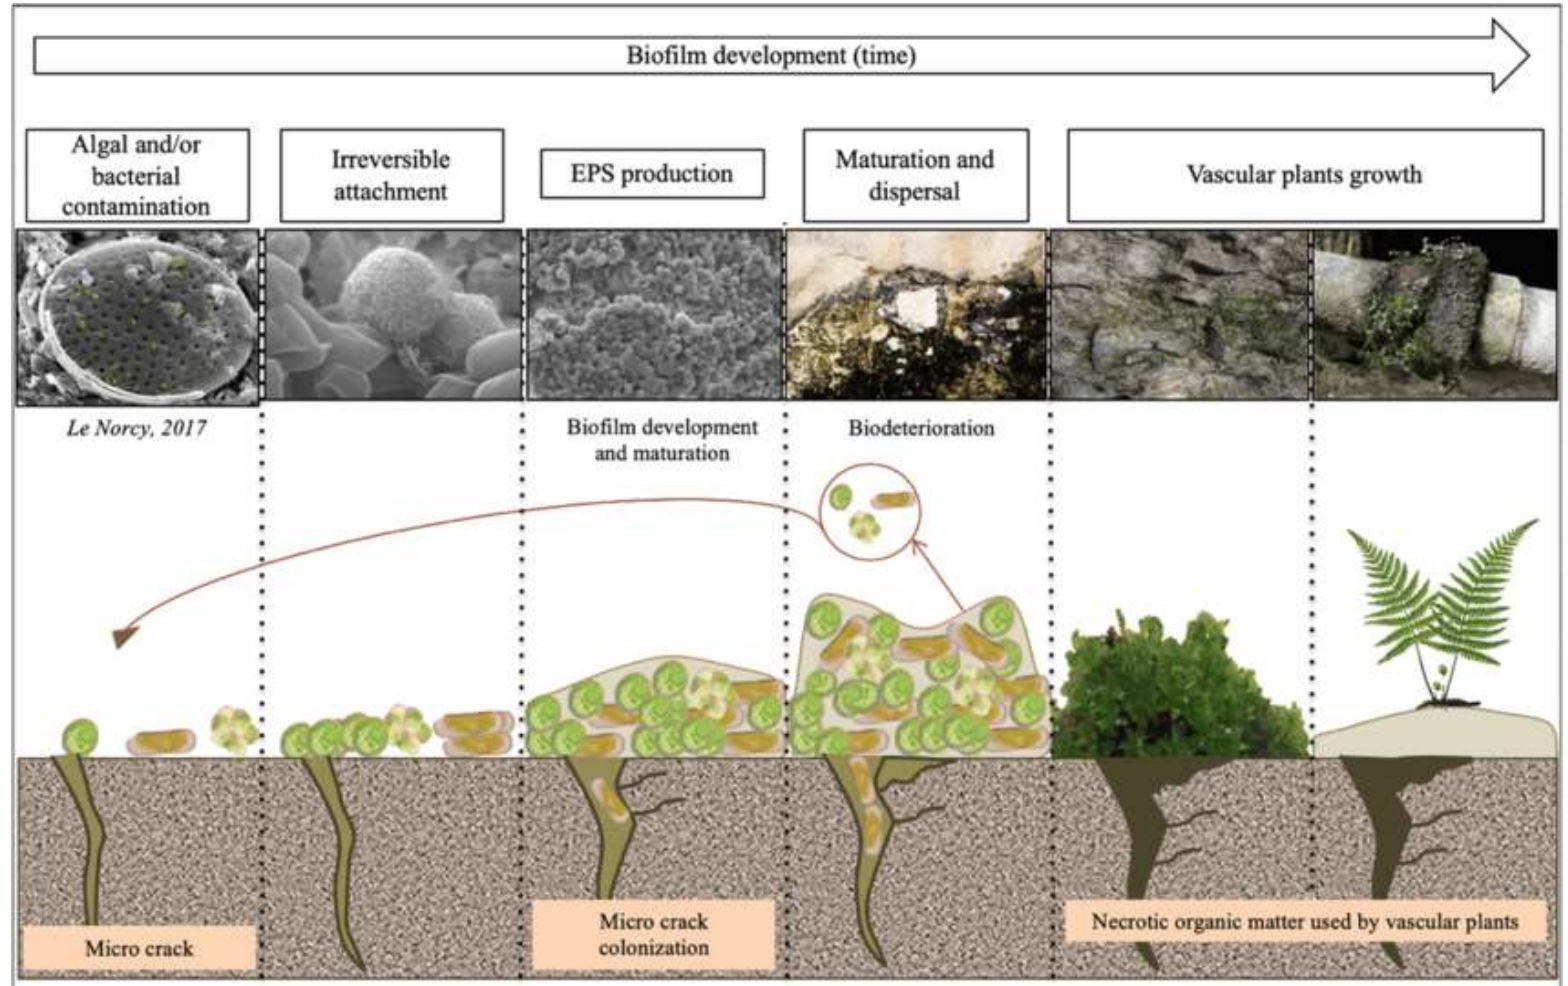 Biofilm development (time)
Algal and/or
bacterial
contamination
Irreversible
attachment
EPS production
Maturation and
dispersal
Vascular plants growth
Le Norcy, 2017
Biofilm development
and maturation
Biodeterioration
Micro crack
Micro crack
colonization
Necrotic organic matter used by vascular plants